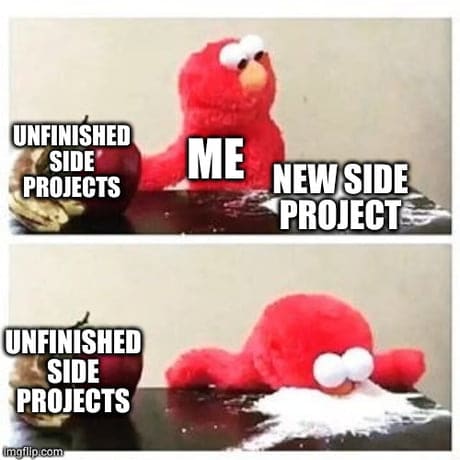 UNFINISHED
SIDE
PROJECTS
ME
NEW SIDE
PROJECT
UNFINISHED
SIDE
PROJECTS
imgflip.com